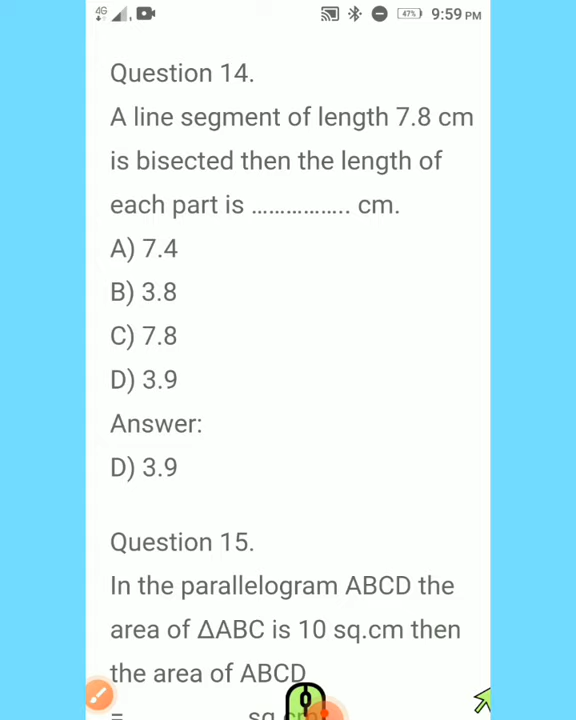 4G 47% 9:59 PM
Question 14.
A line segment of length 7.8 cm
is bisected then the length of
each part is …………….. cm.
A) 7.4
B) 3.8
C) 7.8
D) 3.9
Answer:
D) 3.9
Question 15.
In the parallelogram ABCD the
area of ΔABC is 10 sq.cm then
the area of ABCD
= sq.cm